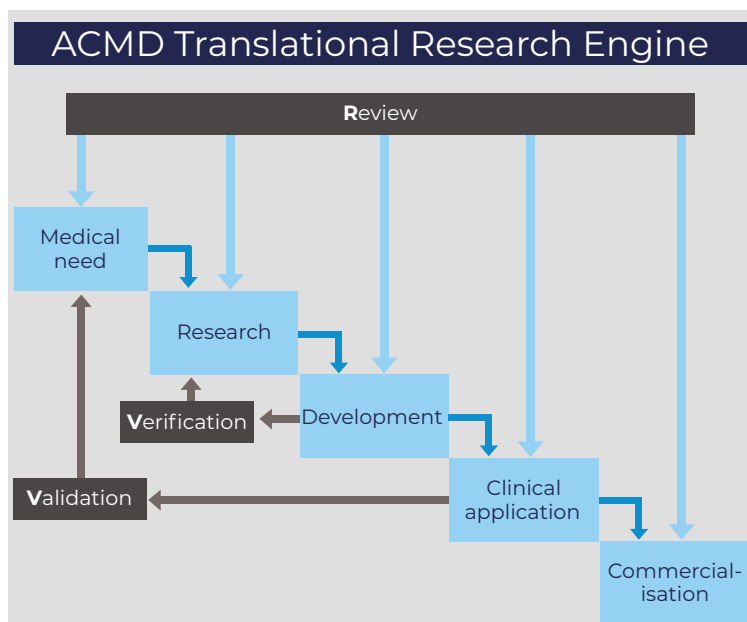 ACMD Translational Research Engine
Review
Medical
need
Research
Verification
Development
Validation
Clinical
application
Commercial-
isation